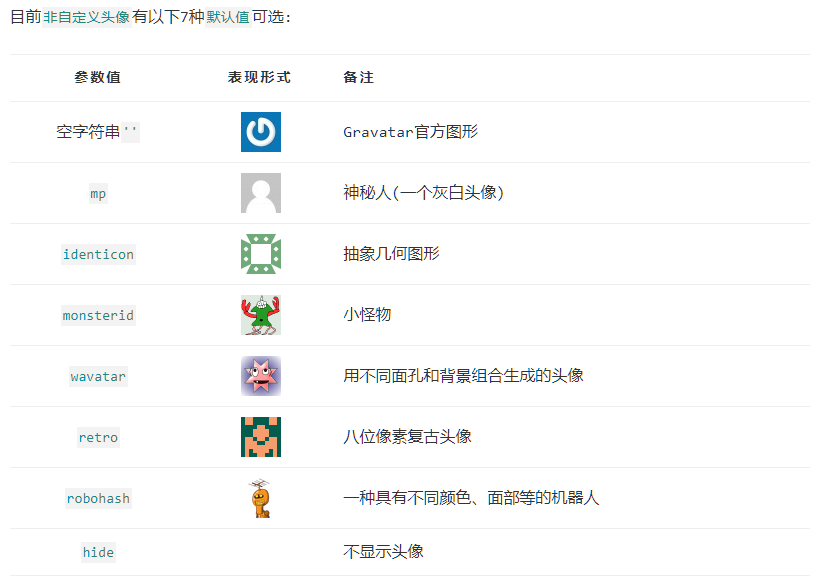 目前非自定义头像有以下7种默认值可选:
参数值 表现形式 备注
空字符串'' Gravatar官方图形
mp 神秘人(一个灰白头像)
identicon 抽象几何图形
monsterid 小怪物
wavatar 用不同面孔和背景组合生成的头像
retro 八位像素复古头像
robohash 一种具有不同颜色、面部等的机器人
hide 不显示头像